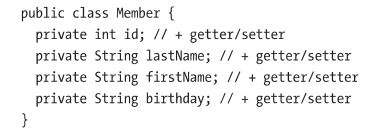 public class Member {
private int id; // + getter/setter
private String lastName; // + getter/setter
private String firstName; // + getter/setter
private String birthday; // + getter/setter
}